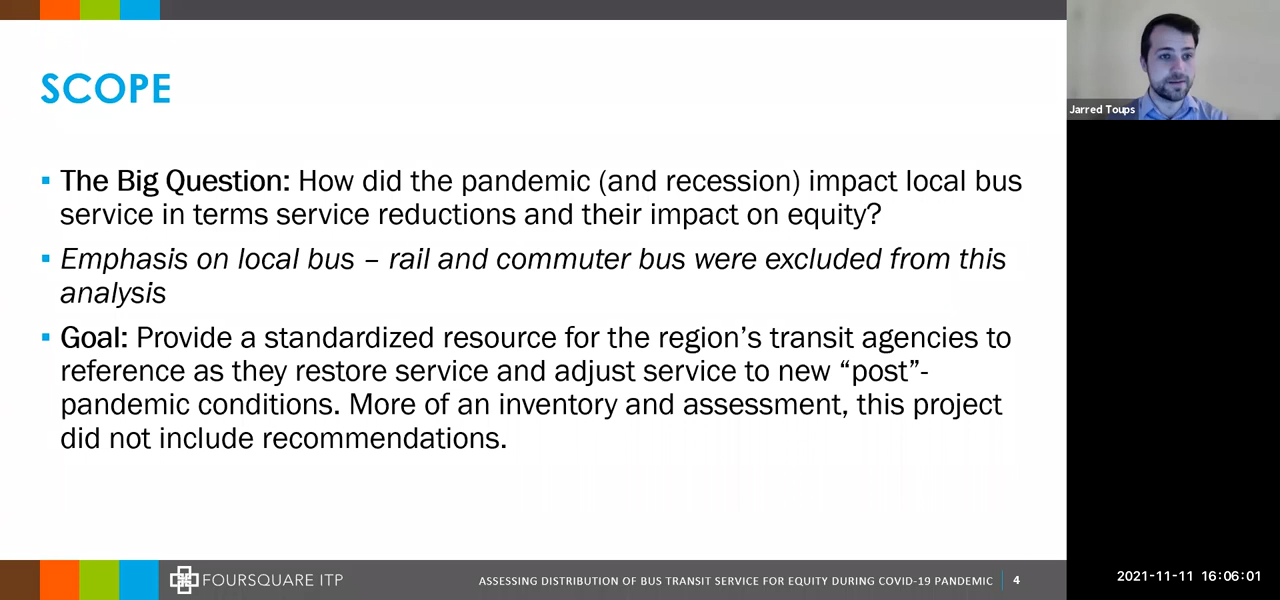 SCOPE
The Big Question: How did the pandemic (and recession) impact local bus
service in terms service reductions and their impact on equity?
Emphasis on local bus – rail and commuter bus were excluded from this
analysis
Goal: Provide a standardized resource for the region’s transit agencies to
reference as they restore service and adjust service to new “post”-
pandemic conditions. More of an inventory and assessment, this project
did not include recommendations.
FOURSQUARE ITP
ASSESSING DISTRIBUTION OF BUS TRANSIT SERVICE FOR EQUITY DURING COVID-19 PANDEMIC
4
Jarred Toups
2021-11-11 16:06:01